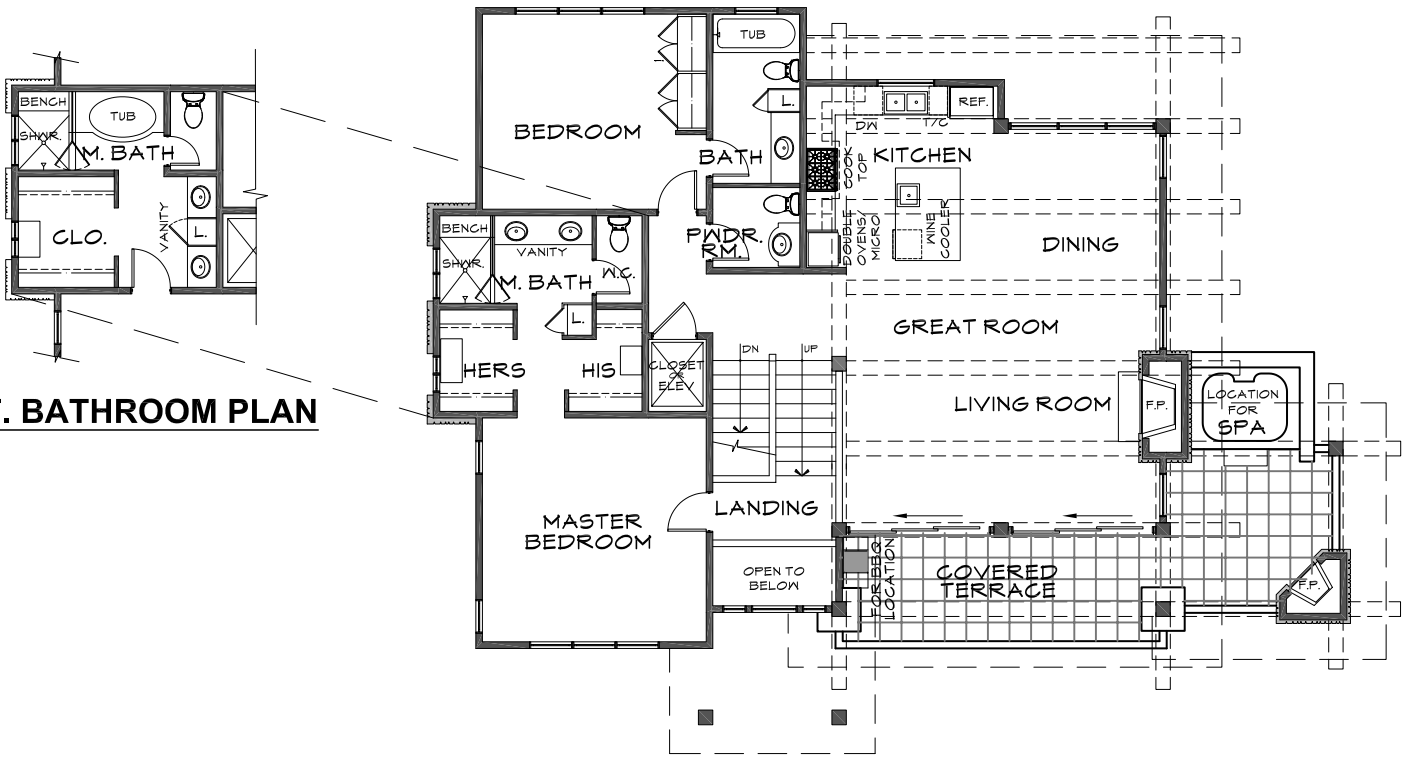 BENCH
SHWR.
TUB
M. BATH
CLO.
VANITY
L.
T. BATHROOM PLAN
BEDROOM
TUB
L.
BATH
PWDR.
RM.
BENCH
SHWR.
VANITY
M. BATH
W.C.
L.
HERS
HIS
CLOSET
OR
ELEV
DN
UP
DW
T/C
REF.
COOK
TOP
KITCHEN
DOUBLE
OVENS/
MICRO
WINE
COOLER
DINING
GREAT ROOM
LIVING ROOM
F.P.
LOCATION
FOR
SPA
LANDING
MASTER
BEDROOM
OPEN TO
BELOW
FOR BBQ
LOCATION
COVERED
TERRACE
F.P.